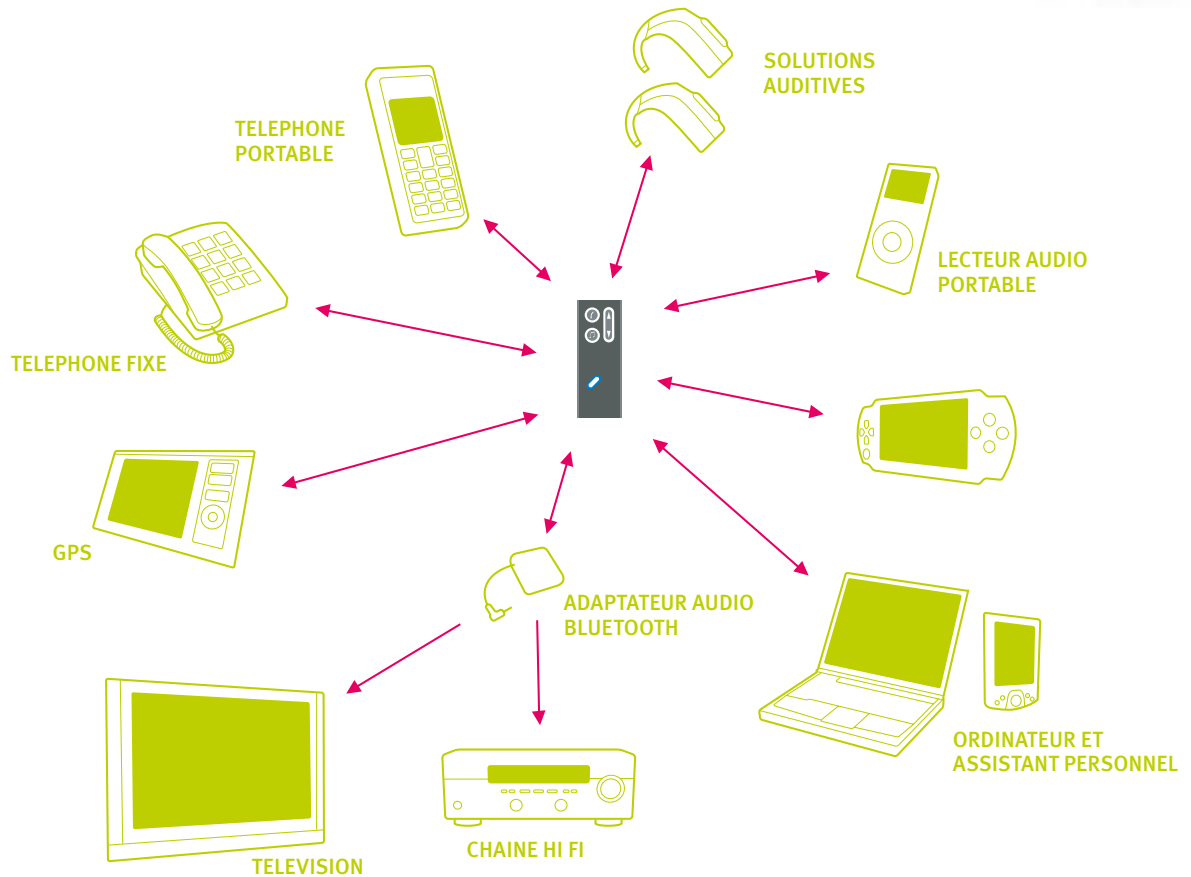 SOLUTIONS
AUDITIVES
TELEPHONE
PORTABLE
LECTEUR AUDIO
PORTABLE
TELEPHONE FIXE
GPS
ADAPTATEUR AUDIO
BLUETOOTH
ORDINATEUR ET
ASSISTANT PERSONNEL
CHAINE HI FI
TELEVISION